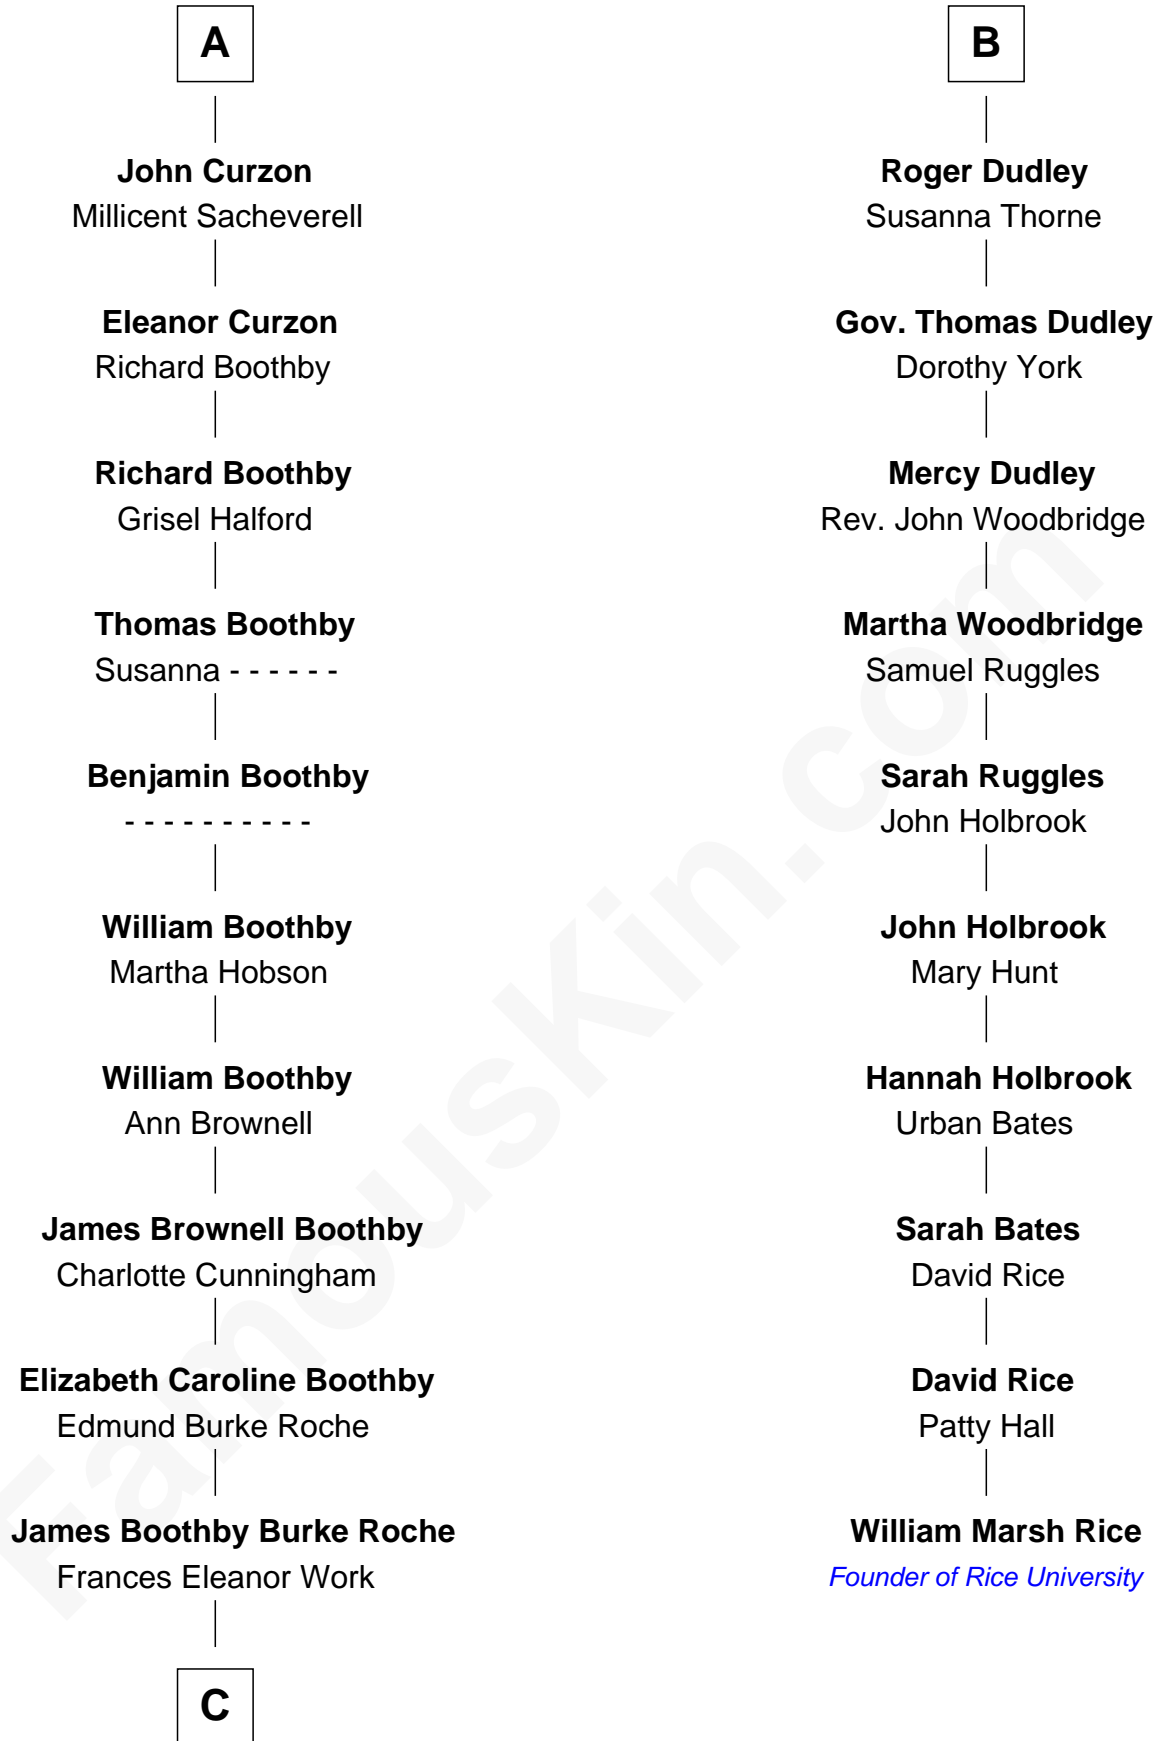 A
John Curzon
Millicent Sacheverell
Eleanor Curzon
Richard Boothby
Richard Boothby
Grisel Halford
Thomas Boothby
Susanna - - - - - -
Benjamin Boothby
- - - - - - - - - -
William Boothby
Martha Hobson
William Boothby
Ann Brownell
James Brownell Boothby
Charlotte Cunningham
Elizabeth Caroline Boothby
Edmund Burke Roche
James Boothby Burke Roche
Frances Eleanor Work
C
B
Roger Dudley
Susanna Thorne
Gov. Thomas Dudley
Dorothy York
Mercy Dudley
Rev. John Woodbridge
Martha Woodbridge
Samuel Ruggles
Sarah Ruggles
John Holbrook
John Holbrook
Mary Hunt
Hannah Holbrook
Urban Bates
Sarah Bates
David Rice
David Rice
Patty Hall
William Marsh Rice
Founder of Rice University
FamousKin.com